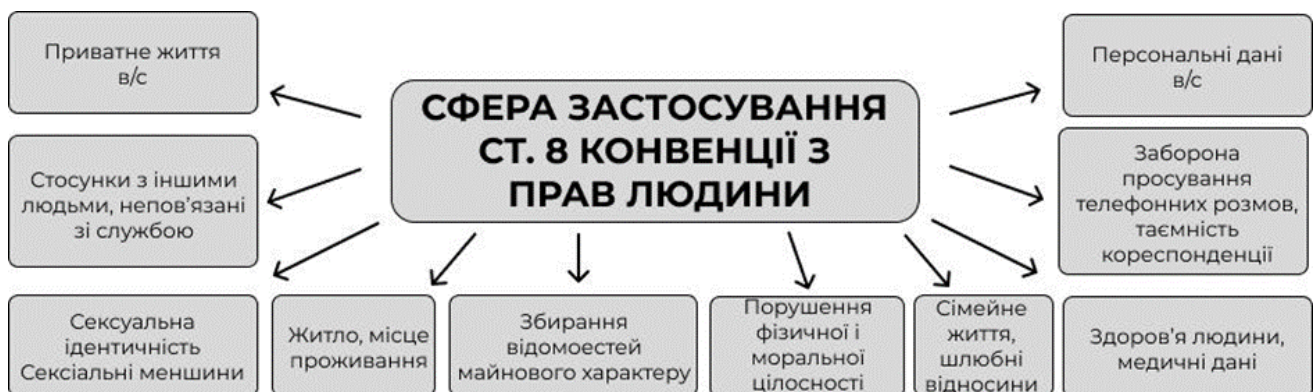 Приватне життя
в/с
СФЕРА ЗАСТОСУВАННЯ
СТ. 8 КОНВЕНЦІЇ З
ПРАВ ЛЮДИНИ
Персональні дані
в/с
Стосунки з іншими
людьми, непов'язані
зі службою
Заборона
просування
телефонних розмов,
таємність
кореспонденції
Сексуальна
ідентичність
Сексіальні меншини
Житло, місце
проживання
Збирання
відомоестей
майнового характеру
Порушення
фізичної і
моральної
цілосності
Сімейне
життя,
шлюбні
відносини
Здоров'я людини,
медичні дані